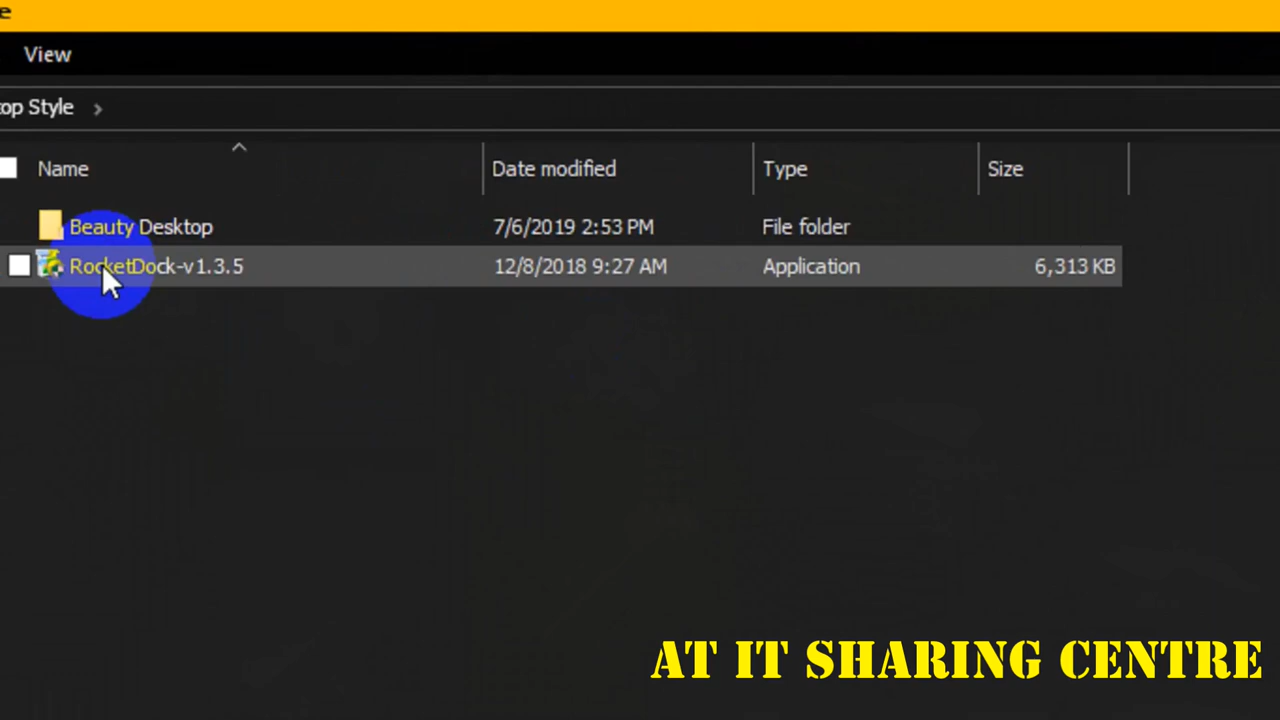 e
View
top Style >
Name Date modified Type Size
Beauty Desktop 7/6/2019 2:53 PM File folder
RocketDock-v1.3.5 12/8/2018 9:27 AM Application 6,313 KB
AT IT SHARING CENTRE